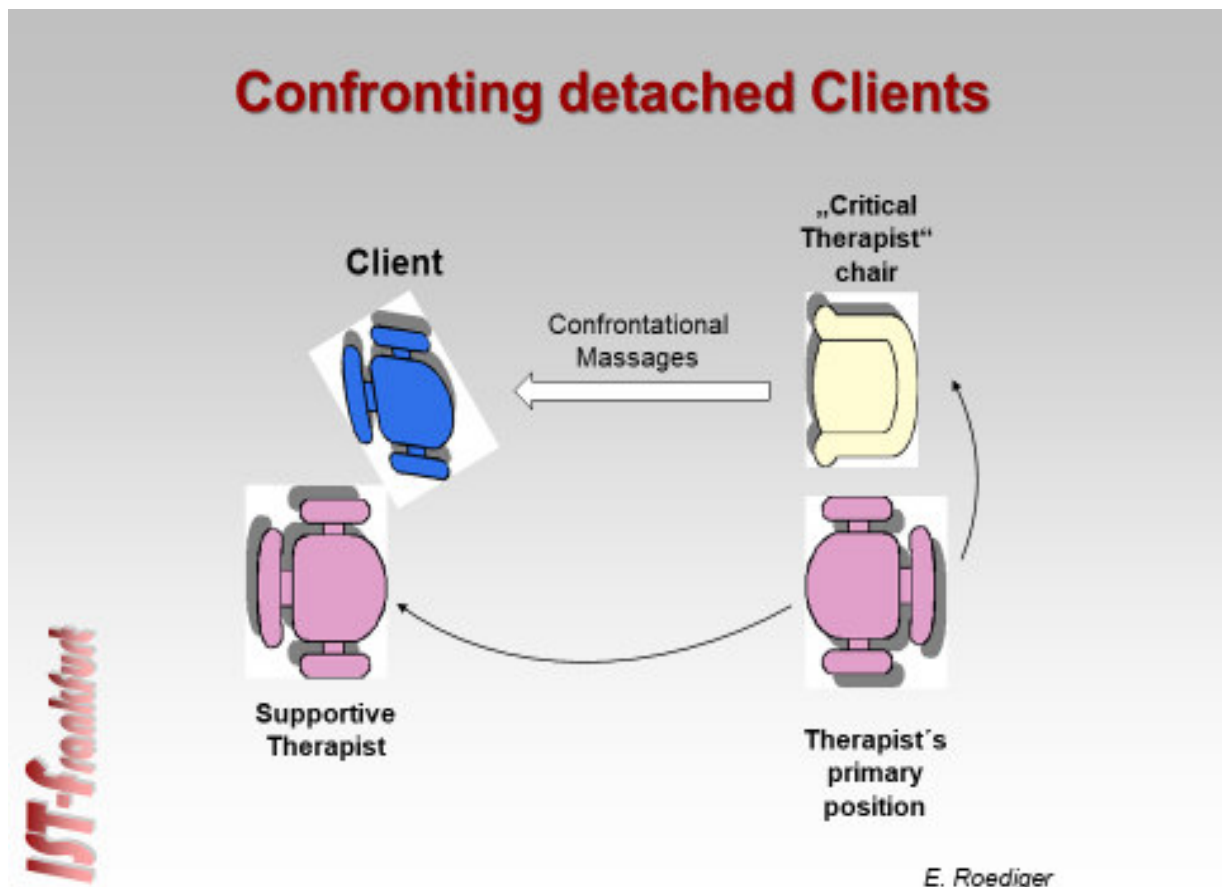 Confronting detached Clients
„Critical
Therapist“
chair
Client
Confrontational
Massages
Supportive
Therapist
Therapist´s
primary
position
IST-Frankfurt
E. Roediger